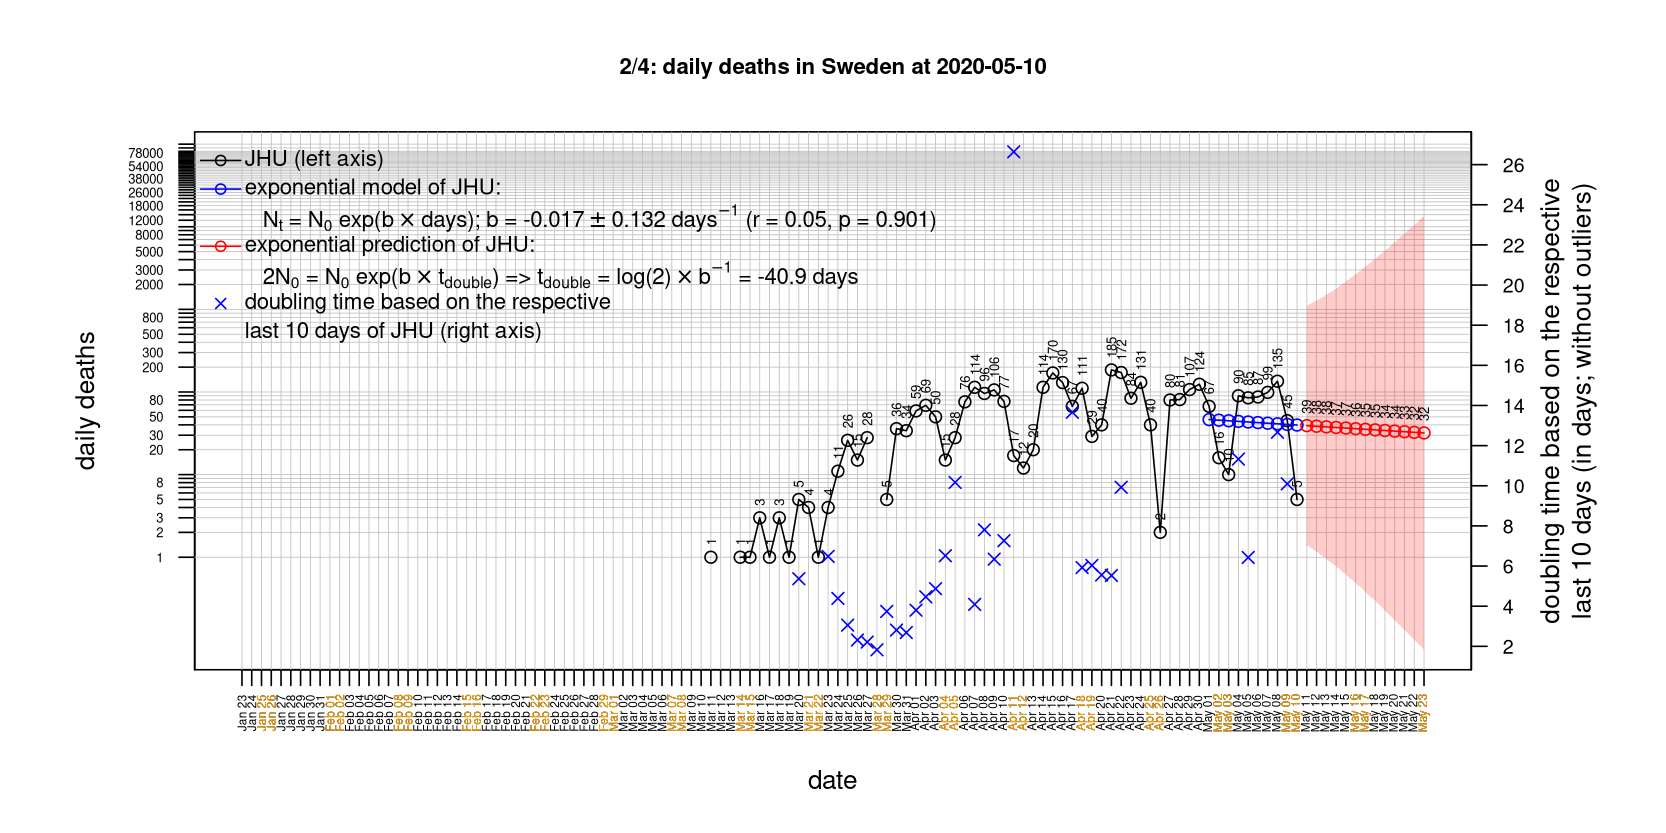 2/4: daily deaths in Sweden at 2020-05-10
JHU (left axis)
exponential model of JHU:
Nt = N0 exp(b × days); b = -0.017 ± 0.132 days−1 (r = 0.05, p = 0.901)
exponential prediction of JHU:
2N0 = N0 exp(b × tdouble) => tdouble = log(2) × b−1 = -40.9 days
doubling time based on the respective
last 10 days of JHU (right axis)
daily deaths
78000
54000
38000
26000
18000
12000
8000
5000
3000
2000
800
500
300
200
80
50
30
20
8
5
3
2
1
1 1 1 3 1 3 1 5 4 1 4 11 26 15 28 5 36 34 59 69 50 15 28 76 114 96 106 77 17 12 20 114 170 130 67 111 29 40 185 172 84 131 40 2 80 81 107 124 67 16 10 90 85 87 99 135 45 5
39 38 38 37 37 36 35 35 34 34 33 32 32
26
24
22
20
18
16
14
12
10
8
6
4
2
doubling time based on the respective
last 10 days (in days; without outliers)
Jan 23 Jan 24 Jan 25 Jan 26 Jan 27 Jan 28 Jan 29 Jan 30 Jan 31 Feb 01 Feb 02 Feb 03 Feb 04 Feb 05 Feb 06 Feb 07 Feb 08 Feb 09 Feb 10 Feb 11 Feb 12 Feb 13 Feb 14 Feb 15 Feb 16 Feb 17 Feb 18 Feb 19 Feb 20 Feb 21 Feb 22 Feb 23 Feb 25 Feb 26 Feb 27 Feb 28 Feb 29 Mar 01 Mar 02 Mar 03 Mar 04 Mar 05 Mar 06 Mar 07 Mar 08 Mar 09 Mar 10 Mar 11 Mar 12 Mar 13 Mar 14 Mar 15 Mar 16 Mar 17 Mar 18 Mar 19 Mar 20 Mar 21 Mar 22 Mar 23 Mar 24 Mar 25 Mar 26 Mar 27 Mar 28 Mar 29 Mar 30 Mar 31 Apr 01 Apr 02 Apr 03 Apr 04 Apr 05 Apr 06 Apr 07 Apr 08 Apr 09 Apr 10 Apr 11 Apr 12 Apr 13 Apr 14 Apr 15 Apr 16 Apr 17 Apr 18 Apr 19 Apr 20 Apr 21 Apr 22 Apr 23 Apr 24 Apr 25 Apr 26 Apr 27 Apr 28 Apr 29 Apr 30 May 01 May 02 May 03 May 04 May 05 May 06 May 07 May 08 May 09 May 10 May 11 May 12 May 13 May 14 May 15 May 16 May 17 May 18 May 19 May 20 May 21 May 22 May 23
date